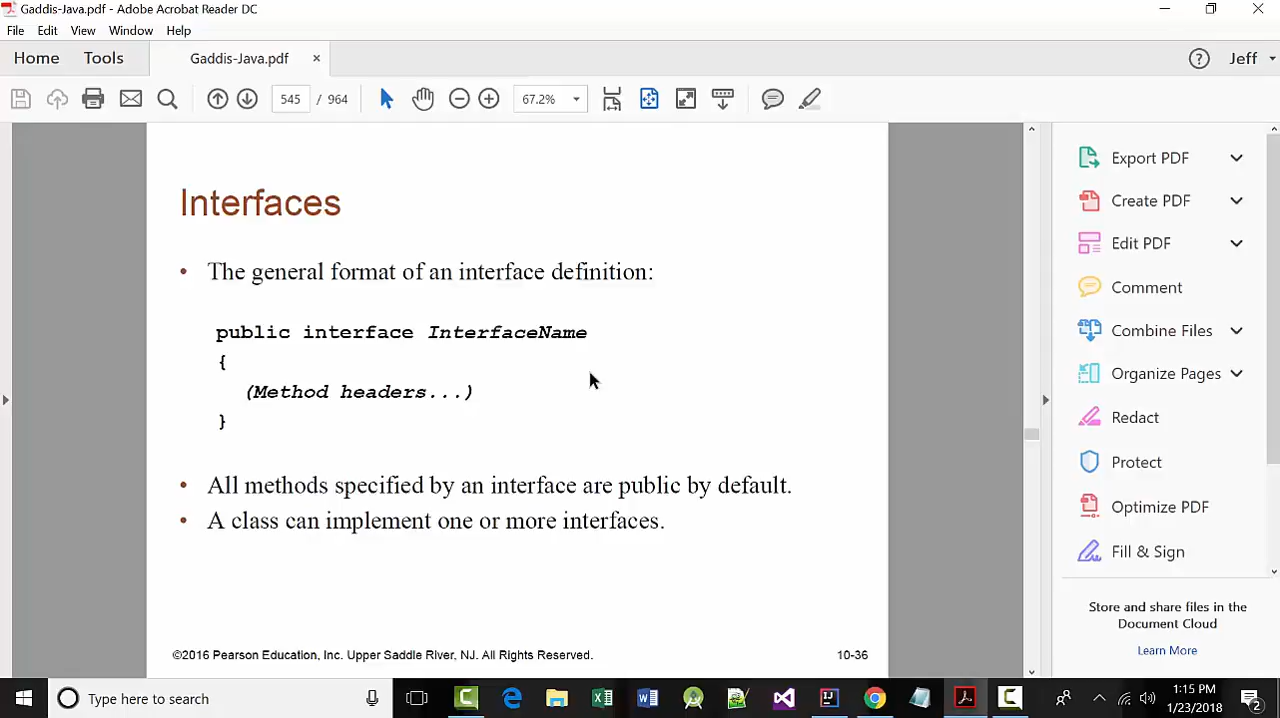 Gaddis-Java.pdf - Adobe Acrobat Reader DC
File Edit View Window Help
Home Tools Gaddis-Java.pdf × ? Jeff
545 / 964 67.2%
Interfaces
• The general format of an interface definition:
public interface InterfaceName
{
(Method headers...)
}
• All methods specified by an interface are public by default.
• A class can implement one or more interfaces.
©2016 Pearson Education, Inc. Upper Saddle River, NJ. All Rights Reserved. 10-36
Export PDF
Create PDF
Edit PDF
Comment
Combine Files
Organize Pages
Redact
Protect
Optimize PDF
Fill & Sign
Store and share files in the
Document Cloud
Learn More
Type here to search
1:15 PM
1/23/2018
2